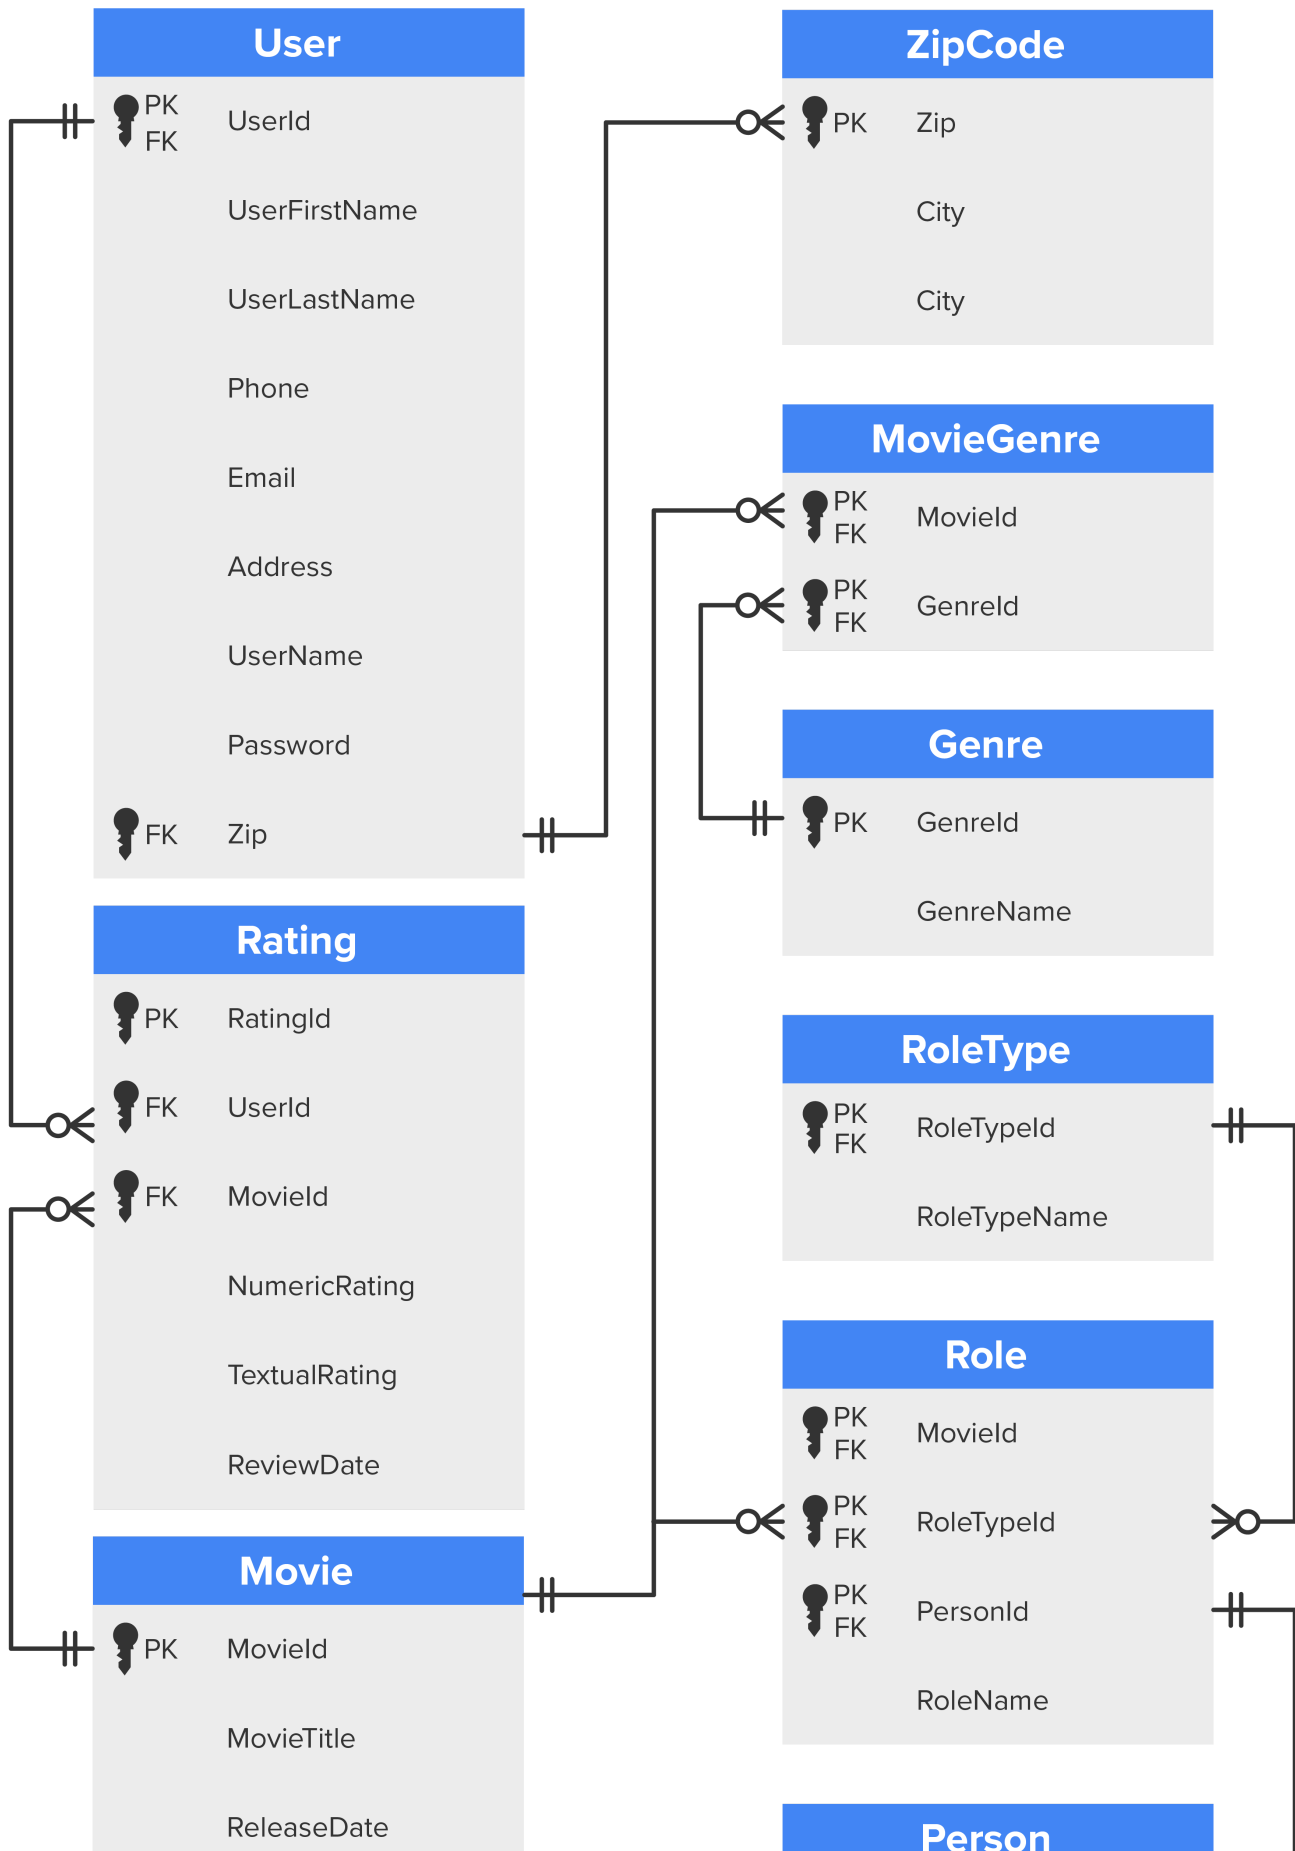 User
PK
FK
UserId
UserFirstName
UserLastName
Phone
Email
Address
UserName
Password
FK
Zip
Rating
PK
RatingId
FK
UserId
FK
MovieId
NumericRating
TextualRating
ReviewDate
Movie
PK
MovieId
MovieTitle
ReleaseDate
ZipCode
PK
Zip
City
City
MovieGenre
PK
FK
MovieId
PK
FK
GenreId
Genre
PK
GenreId
GenreName
RoleType
PK
FK
RoleTypeId
RoleTypeName
Role
PK
FK
MovieId
PK
FK
RoleTypeId
PK
FK
PersonId
RoleName
Person